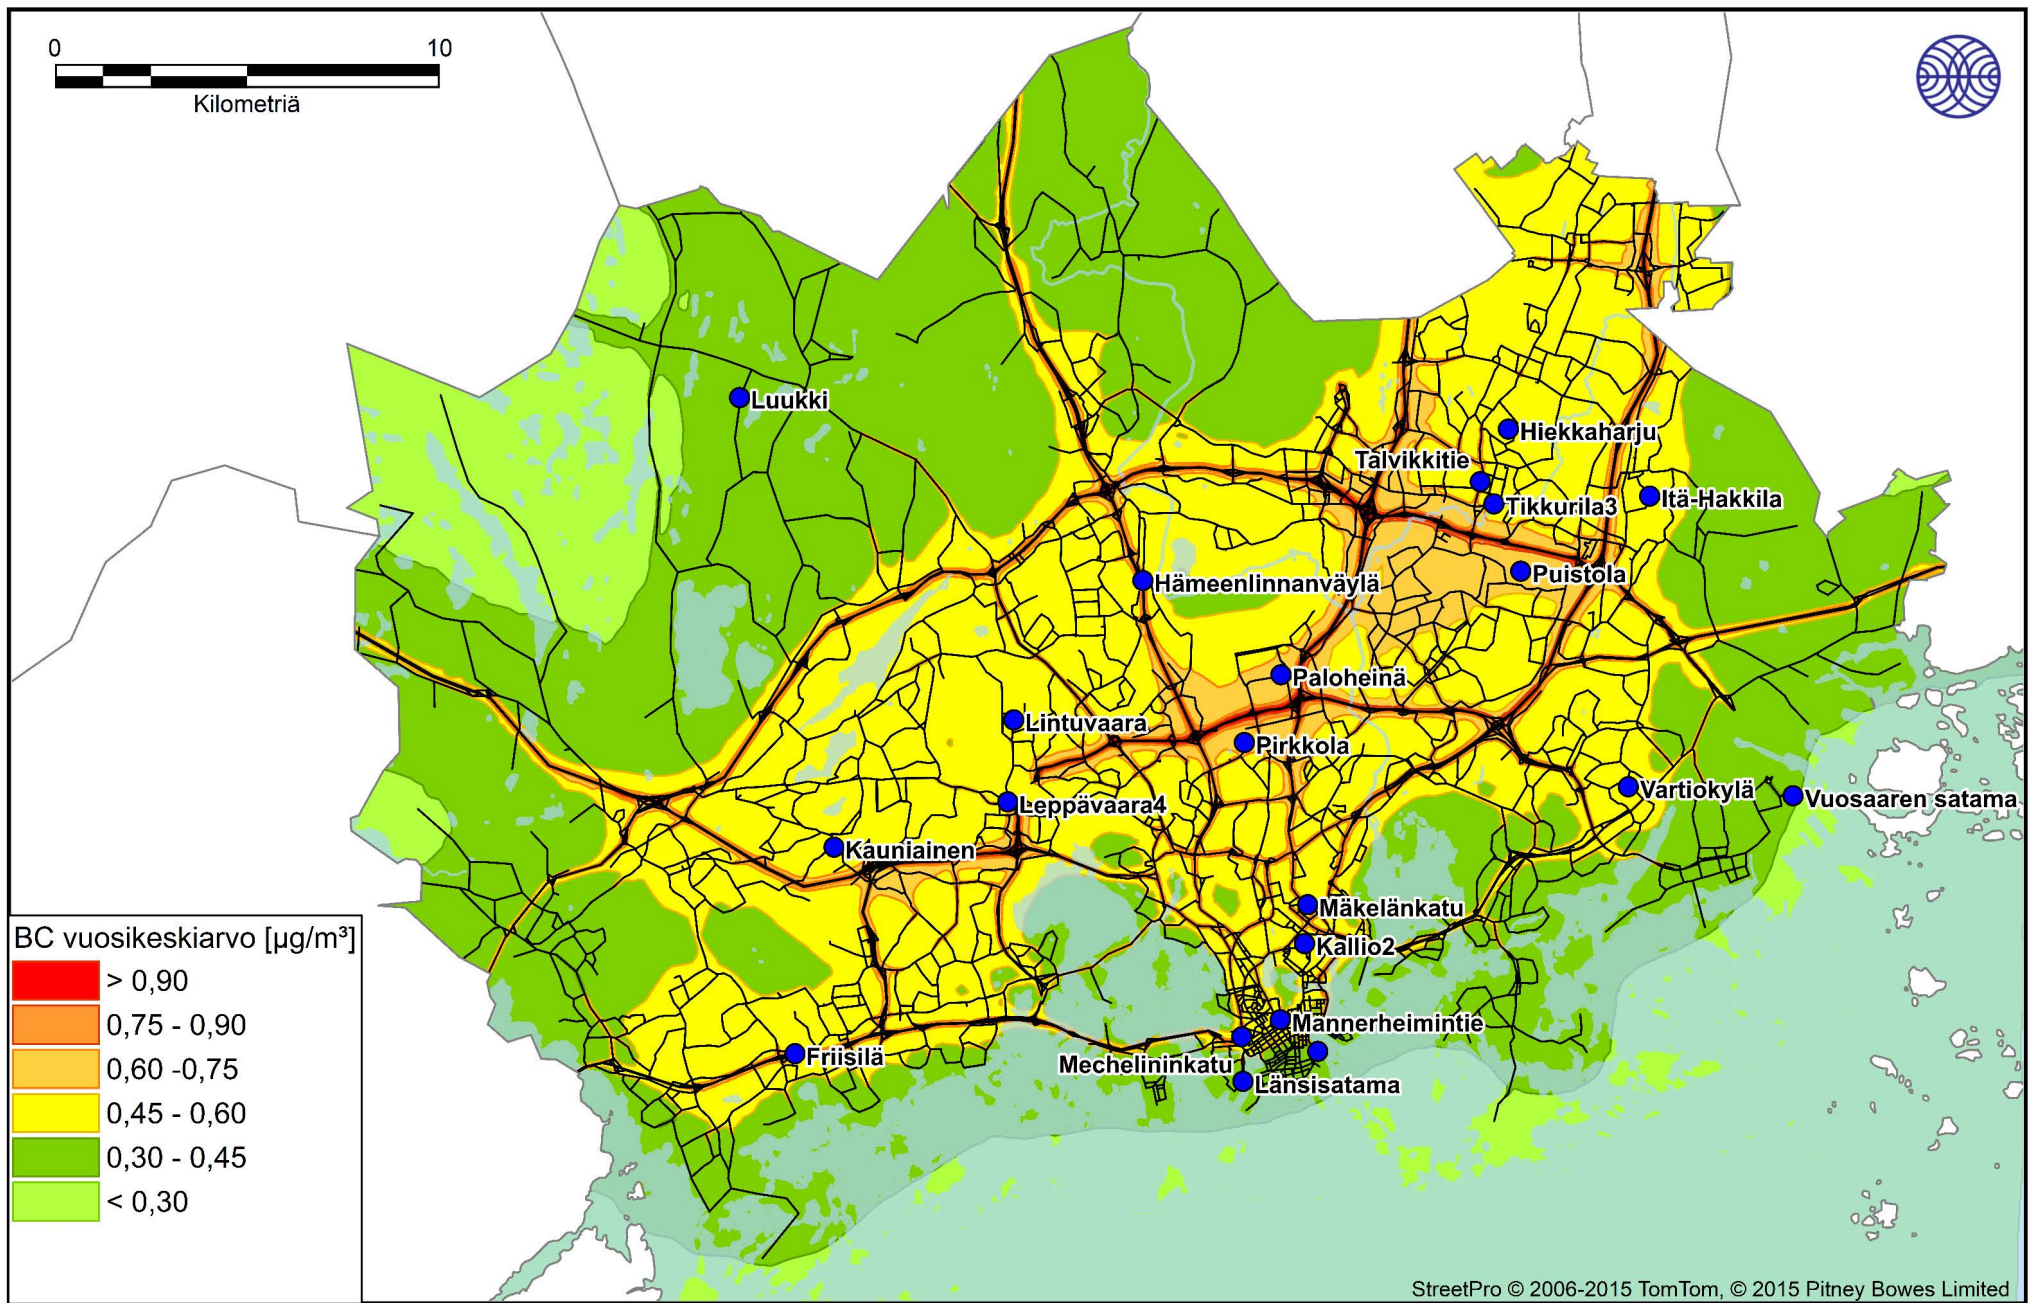 0 10
Kilometriä
Luukki
Hiekkaharju
Talvikkitie
Tikkurila3
Itä-Hakkila
Hämeenlinnanväylä
Puistola
Paloheinä
Lintuvaara
Pirkkola
Vartiokylä
Vuosaaren satama
Leppävaara4
Kauniainen
Mäkelänkatu
Kallio2
Mannerheimintie
Friisilä
Mechelininkatu
Länsisatama
BC vuosikeskiarvo [µg/m³]
> 0,90
0,75 - 0,90
0,60 -0,75
0,45 - 0,60
0,30 - 0,45
< 0,30
StreetPro © 2006-2015 TomTom, © 2015 Pitney Bowes Limited